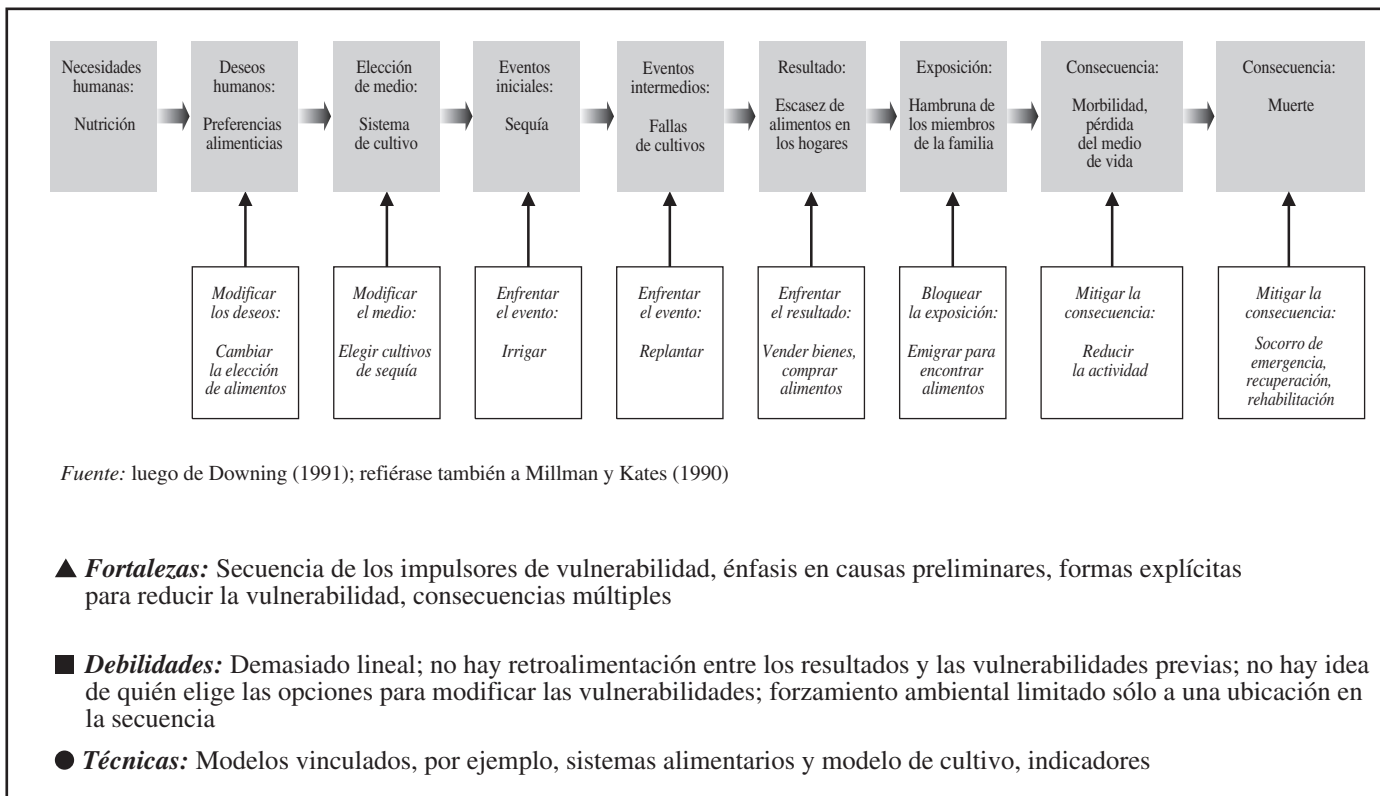 Necesidades
humanas:
Nutrición
Deseos
humanos:
Preferencias
alimenticias
Elección
de medio:
Sistema
de cultivo
Eventos
iniciales:
Sequía
Eventos
intermedios:
Fallas
de cultivos
Resultado:
Escasez de
alimentos en
los hogares
Exposición:
Hambruna de
los miembros
de la familia
Consecuencia:
Morbilidad,
pérdida
del medio
de vida
Consecuencia:
Muerte
Modificar
los deseos:
Cambiar
la elección
de alimentos
Modificar
el medio:
Elegir cultivos
de sequía
Enfrentar
el evento:
Irrigar
Enfrentar
el evento:
Replantar
Enfrentar
el resultado:
Vender bienes,
comprar
alimentos
Bloquear
la exposición:
Emigrar para
encontrar
alimentos
Mitigar la
consecuencia:
Reducir
la actividad
Mitigar la
consecuencia:
Socorro de
emergencia,
recuperación,
rehabilitación
Fuente: luego de Downing (1991); refiérase también a Millman y Kates (1990)
▲ Fortalezas: Secuencia de los impulsores de vulnerabilidad, énfasis en causas preliminares, formas explícitas
para reducir la vulnerabilidad, consecuencias múltiples
■ Debilidades: Demasiado lineal; no hay retroalimentación entre los resultados y las vulnerabilidades previas; no hay idea
de quién elige las opciones para modificar las vulnerabilidades; forzamiento ambiental limitado sólo a una ubicación en
la secuencia
● Técnicas: Modelos vinculados, por ejemplo, sistemas alimentarios y modelo de cultivo, indicadores